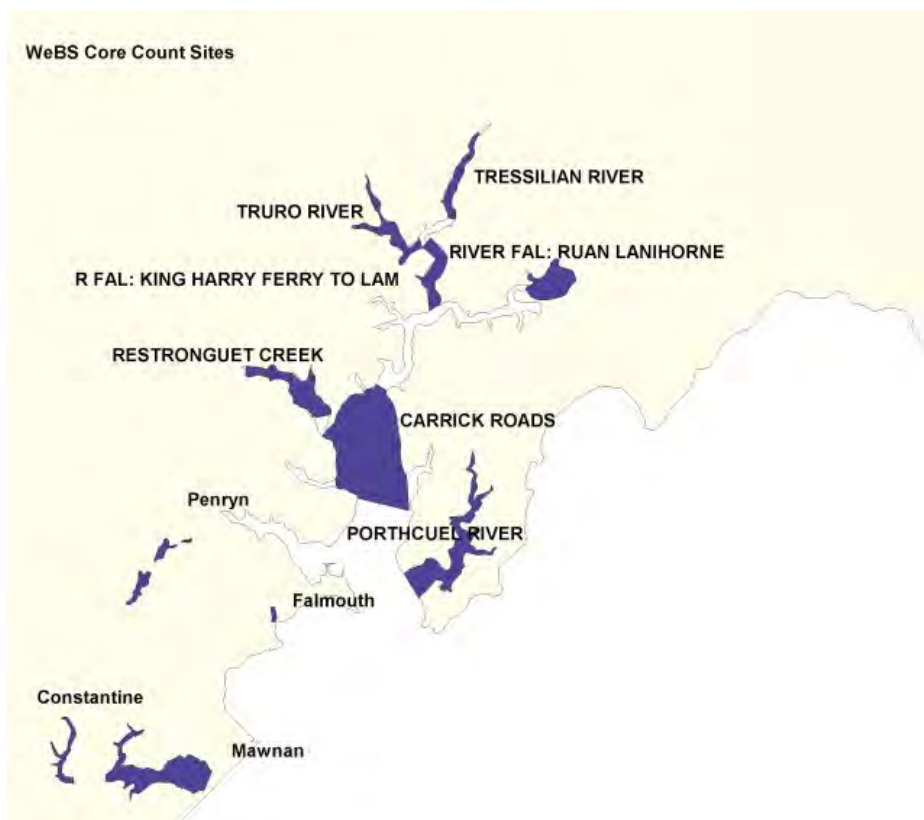 WeBS Core Count Sites
TRESSILIAN RIVER
TRURO RIVER
RIVER FAL: RUAN LANIHORNE
R FAL: KING HARRY FERRY TO LAM
RESTRONGUET CREEK
CARRICK ROADS
Penryn
PORTHCUEL RIVER
Falmouth
Constantine
Mawnan